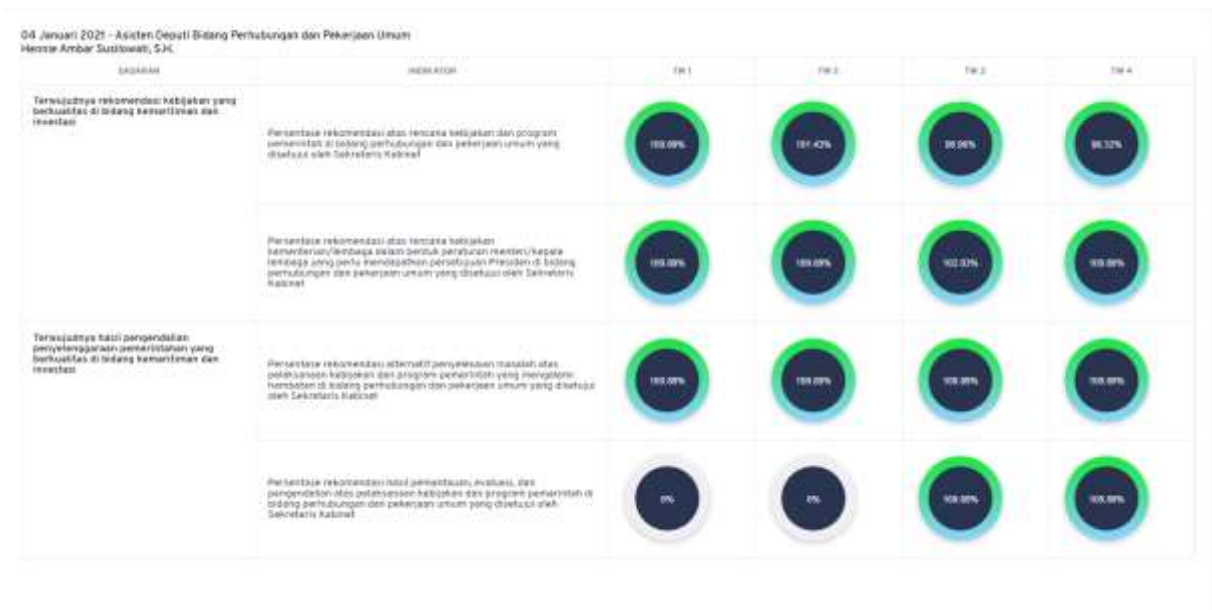 04 Januari 2021 - Asisten Deputi Bidang Perhubungan dan Pekerjaan Umum
Hennie Ambar Susilowati, S.H.
SASARAN INDIKATOR TW 1 TW 2 TW 3 TW 4
Terwujudnya rekomendasi kebijakan yang
berkualitas di bidang kemaritiman dan
investasi
Persentase rekomendasi atas rencana kebijakan dan program
pemerintah di bidang perhubungan dan pekerjaan umum yang
disetujui oleh Sekretaris Kabinet
101.43%
Persentase rekomendasi atas rencana kebijakan
kementerian/lembaga dalam bentuk peraturan menteri/kepala
lembaga yang perlu mendapatkan persetujuan Presiden di bidang
perhubungan dan pekerjaan umum yang disetujui oleh Sekretaris
Kabinet
Terwujudnya hasil pengendalian
penyelenggaraan pemerintahan yang
berkualitas di bidang kemaritiman dan
investasi
Persentase rekomendasi alternatif penyelesaian masalah atas
pelaksanaan kebijakan dan program pemerintah yang mengalami
hambatan di bidang perhubungan dan pekerjaan umum yang disetujui
oleh Sekretaris Kabinet
Persentase rekomendasi hasil pemantauan, evaluasi, dan
pengendalian atas pelaksanaan kebijakan dan program pemerintah di
bidang perhubungan dan pekerjaan umum yang disetujui oleh
Sekretaris Kabinet
0% 0%